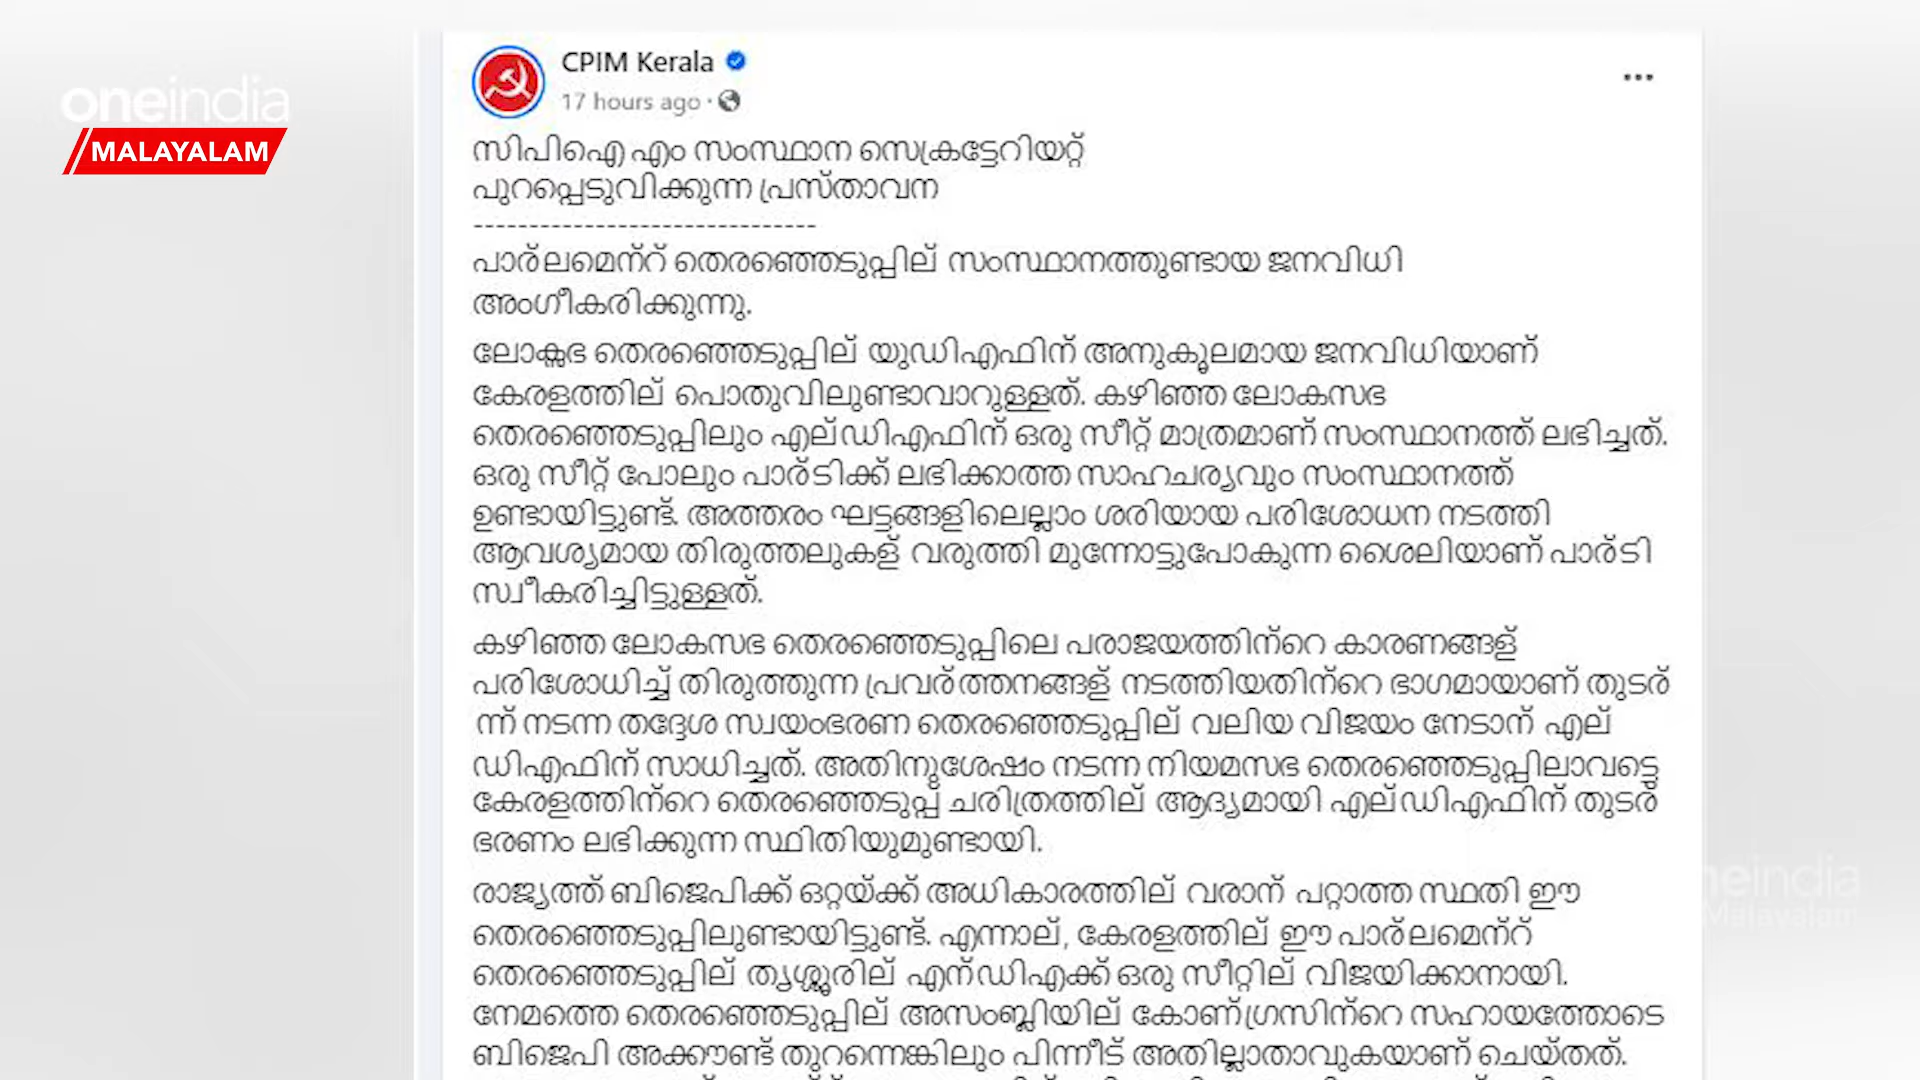 oneindia
MALAYALAM
CPIM Kerala
17 hours ago ·
സിപിഐ എം സംസ്ഥാന സെക്രട്ടേറിയറ്റ്
പുറപ്പെടുവിക്കുന്ന പ്രസ്താവന
-------------------------------
പാര്‍ലമെന്‍റ് തെരഞ്ഞെടുപ്പില്‍ സംസ്ഥാനത്തുണ്ടായ ജനവിധി
അംഗീകരിക്കുന്നു.
ലോക്സഭ തെരഞ്ഞെടുപ്പില്‍ യുഡിഎഫിന് അനുകൂലമായ ജനവിധിയാണ്
കേരളത്തില്‍ പൊതുവിലുണ്ടാവാറുള്ളത്. കഴിഞ്ഞ ലോകസഭ
തെരഞ്ഞെടുപ്പിലും എല്‍ഡിഎഫിന് ഒരു സീറ്റ് മാത്രമാണ് സംസ്ഥാനത്ത് ലഭിച്ചത്.
ഒരു സീറ്റ് പോലും പാര്‍ടിക്ക് ലഭിക്കാത്ത സാഹചര്യവും സംസ്ഥാനത്ത്
ഉണ്ടായിട്ടുണ്ട്. അത്തരം ഘട്ടങ്ങളിലെല്ലാം ശരിയായ പരിശോധന നടത്തി
ആവശ്യമായ തിരുത്തലുകള്‍ വരുത്തി മുന്നോട്ടുപോകുന്ന ശൈലിയാണ് പാര്‍ടി
സ്വീകരിച്ചിട്ടുള്ളത്.
കഴിഞ്ഞ ലോകസഭ തെരഞ്ഞെടുപ്പിലെ പരാജയത്തിന്‍റെ കാരണങ്ങള്‍
പരിശോധിച്ച് തിരുത്തുന്ന പ്രവര്‍ത്തനങ്ങള്‍ നടത്തിയതിന്‍റെ ഭാഗമായാണ് തുടര്‍
ന്ന് നടന്ന തദ്ദേശ സ്വയംഭരണ തെരഞ്ഞെടുപ്പില്‍ വലിയ വിജയം നേടാന്‍ എല്‍
ഡിഎഫിന് സാധിച്ചത്. അതിനുശേഷം നടന്ന നിയമസഭ തെരഞ്ഞെടുപ്പിലാവട്ടെ
കേരളത്തിന്‍റെ തെരഞ്ഞെടുപ്പ് ചരിത്രത്തില്‍ ആദ്യമായി എല്‍ഡിഎഫിന് തുടര്‍
ഭരണം ലഭിക്കുന്ന സ്ഥിതിയുമുണ്ടായി.
രാജ്യത്ത് ബിജെപിക്ക് ഒറ്റയ്ക്ക് അധികാരത്തില്‍ വരാന്‍ പറ്റാത്ത സ്ഥതി ഈ
തെരഞ്ഞെടുപ്പിലുണ്ടായിട്ടുണ്ട്. എന്നാല്‍, കേരളത്തില്‍ ഈ പാര്‍ലമെന്‍റ്
തെരഞ്ഞെടുപ്പില്‍ തൃശ്ശൂരില്‍ എന്‍ഡിഎക്ക് ഒരു സീറ്റില്‍ വിജയിക്കാനായി.
നേമത്തെ തെരഞ്ഞെടുപ്പില്‍ അസംബ്ലിയില്‍ കോണ്‍ഗ്രസിന്‍റെ സഹായത്തോടെ
ബിജെപി അക്കൗണ്ട് തുറന്നെങ്കിലും പിന്നീട് അതില്ലാതാവുകയാണ് ചെയ്തത്.
oneindia
Malayalam